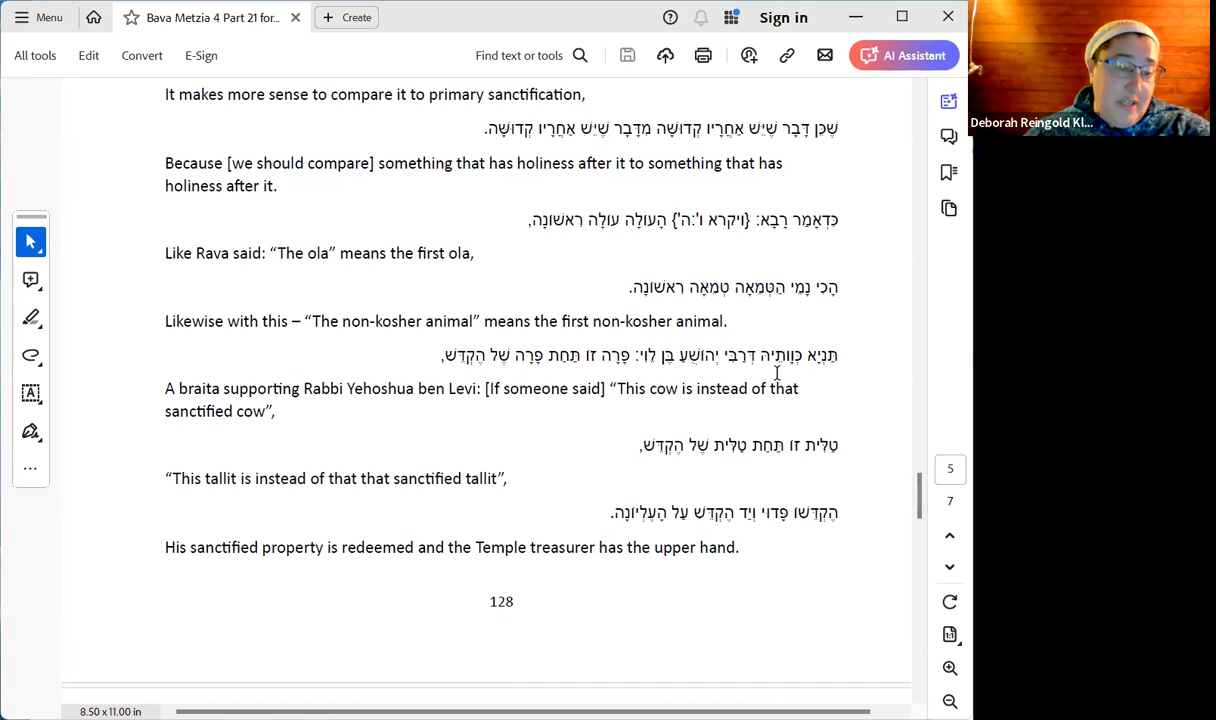 Menu
Bava Metzia 4 Part 21 for...
Create
Sign in
All tools
Edit
Convert
E-Sign
Find text or tools
AI Assistant
Deborah Reingold Kl...
It makes more sense to compare it to primary sanctification,
שֶׁכֵּן דָּבָר שֶׁיֵּשׁ אַחֲרָיו קְדוּשָּׁה מִדָּבָר שֶׁיֵּשׁ אַחֲרָיו קְדוּשָּׁה.
Because [we should compare] something that has holiness after it to something that has
holiness after it.
כִּדְאָמַר רָבָא: {ויקרא ו':ה'} הָעוֹלָה עוֹלָה רִאשׁוֹנָה,
Like Rava said: “The ola” means the first ola,
הָכִי נָמֵי הַטְּמֵאָה טְמֵאָה רִאשׁוֹנָה.
Likewise with this – “The non-kosher animal” means the first non-kosher animal.
תַּנְיָא כְּווֹתֵיהּ דְּרַבִּי יְהוֹשֻׁעַ בֶּן לֵוִי: פָּרָה זוֹ תַּחַת פָּרָה שֶׁל הֶקְדֵּשׁ,
A braita supporting Rabbi Yehoshua ben Levi: [If someone said] “This cow is instead of that
sanctified cow”,
טַלִּית זוֹ תַּחַת טַלִּית שֶׁל הֶקְדֵּשׁ,
“This tallit is instead of that that sanctified tallit”,
הֶקְדֵּשׁוֹ פָּדוּי וְיַד הֶקְדֵּשׁ עַל הָעֶלְיוֹנָה.
His sanctified property is redeemed and the Temple treasurer has the upper hand.
128
5
7
8.50 x 11.00 in